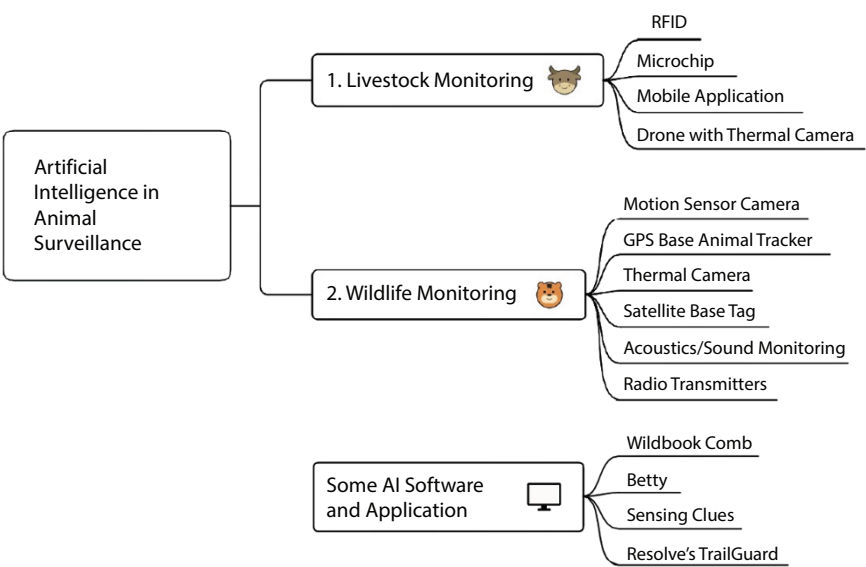 Artificial
Intelligence in
Animal
Surveillance
1. Livestock Monitoring
RFID
Microchip
Mobile Application
Drone with Thermal Camera
2. Wildlife Monitoring
Motion Sensor Camera
GPS Base Animal Tracker
Thermal Camera
Satellite Base Tag
Acoustics/Sound Monitoring
Radio Transmitters
Some AI Software
and Application
Wildbook Comb
Betty
Sensing Clues
Resolve's TrailGuard